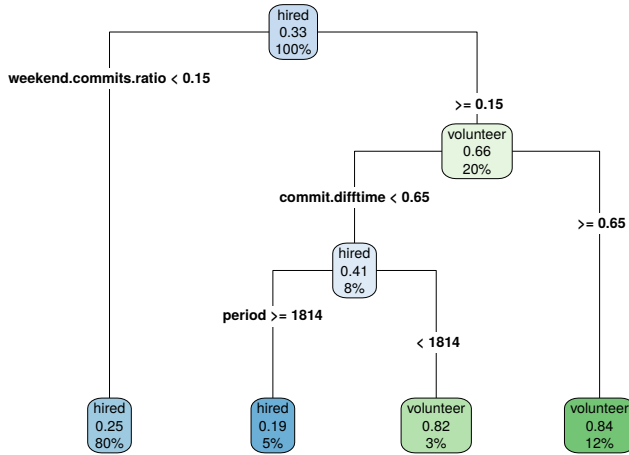 hired
0.33
100%
weekend.commits.ratio < 0.15
>= 0.15
volunteer
0.66
20%
commit.difftime < 0.65
>= 0.65
hired
0.41
8%
period >= 1814
< 1814
hired
0.25
80%
hired
0.19
5%
volunteer
0.82
3%
volunteer
0.84
12%